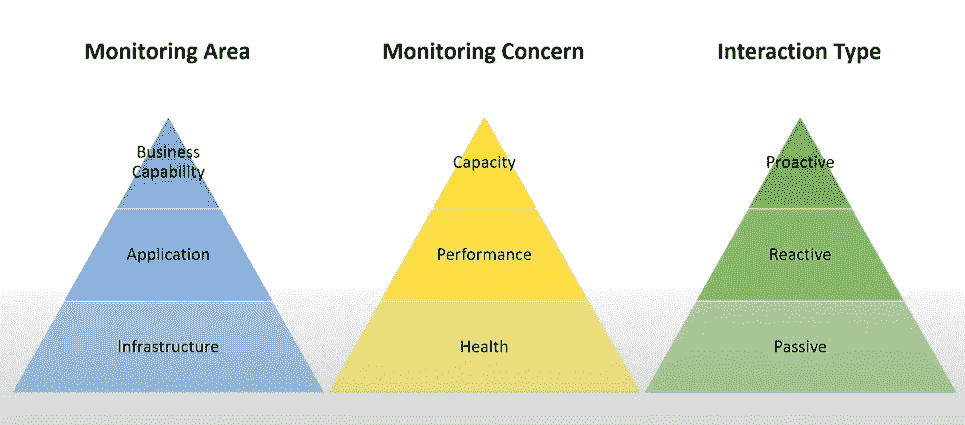 Monitoring Area
Monitoring Concern
Interaction Type
Business
Capability
Capacity
Proactive
Application
Performance
Reactive
Infrastructure
Health
Passive